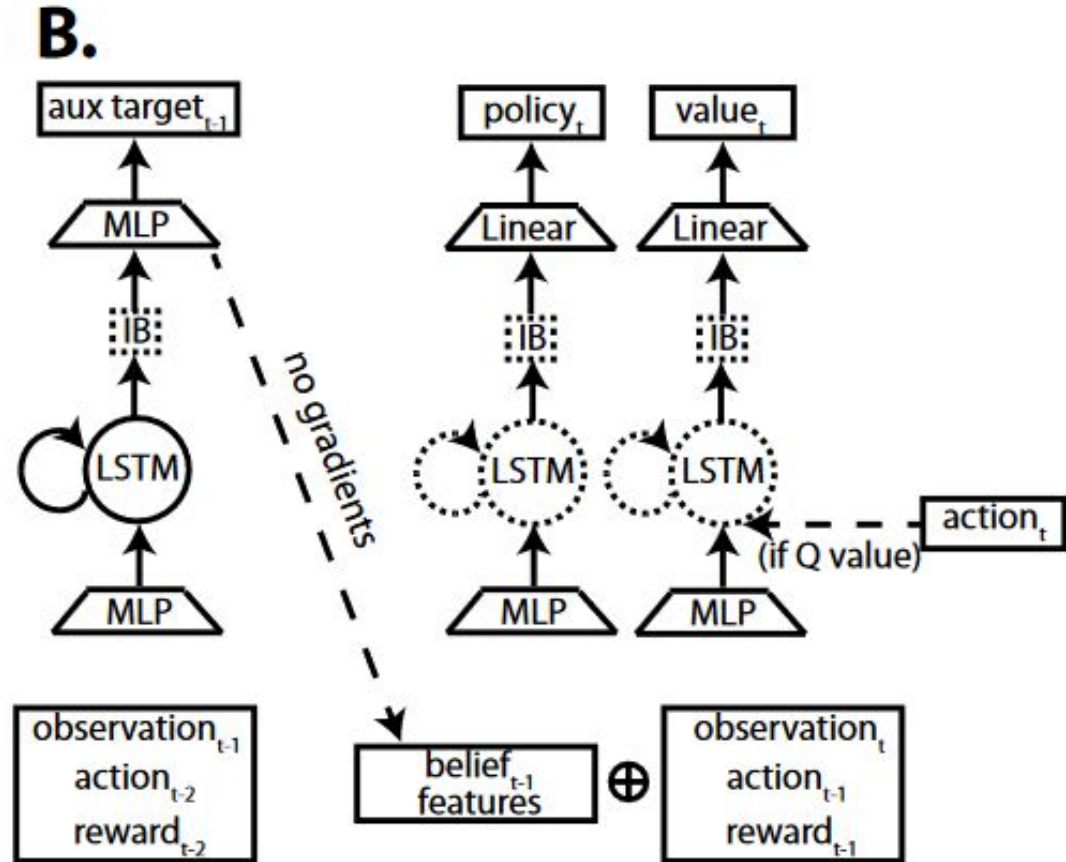 B.
aux target t-1
policy t
value t
MLP
Linear
Linear
IB
IB
IB
no gradients
LSTM
LSTM
LSTM
action t
(if Q value)
MLP
MLP
MLP
observation t-1
action t-2
reward t-2
belief t-1
features
⊕
observation t
action t-1
reward t-1